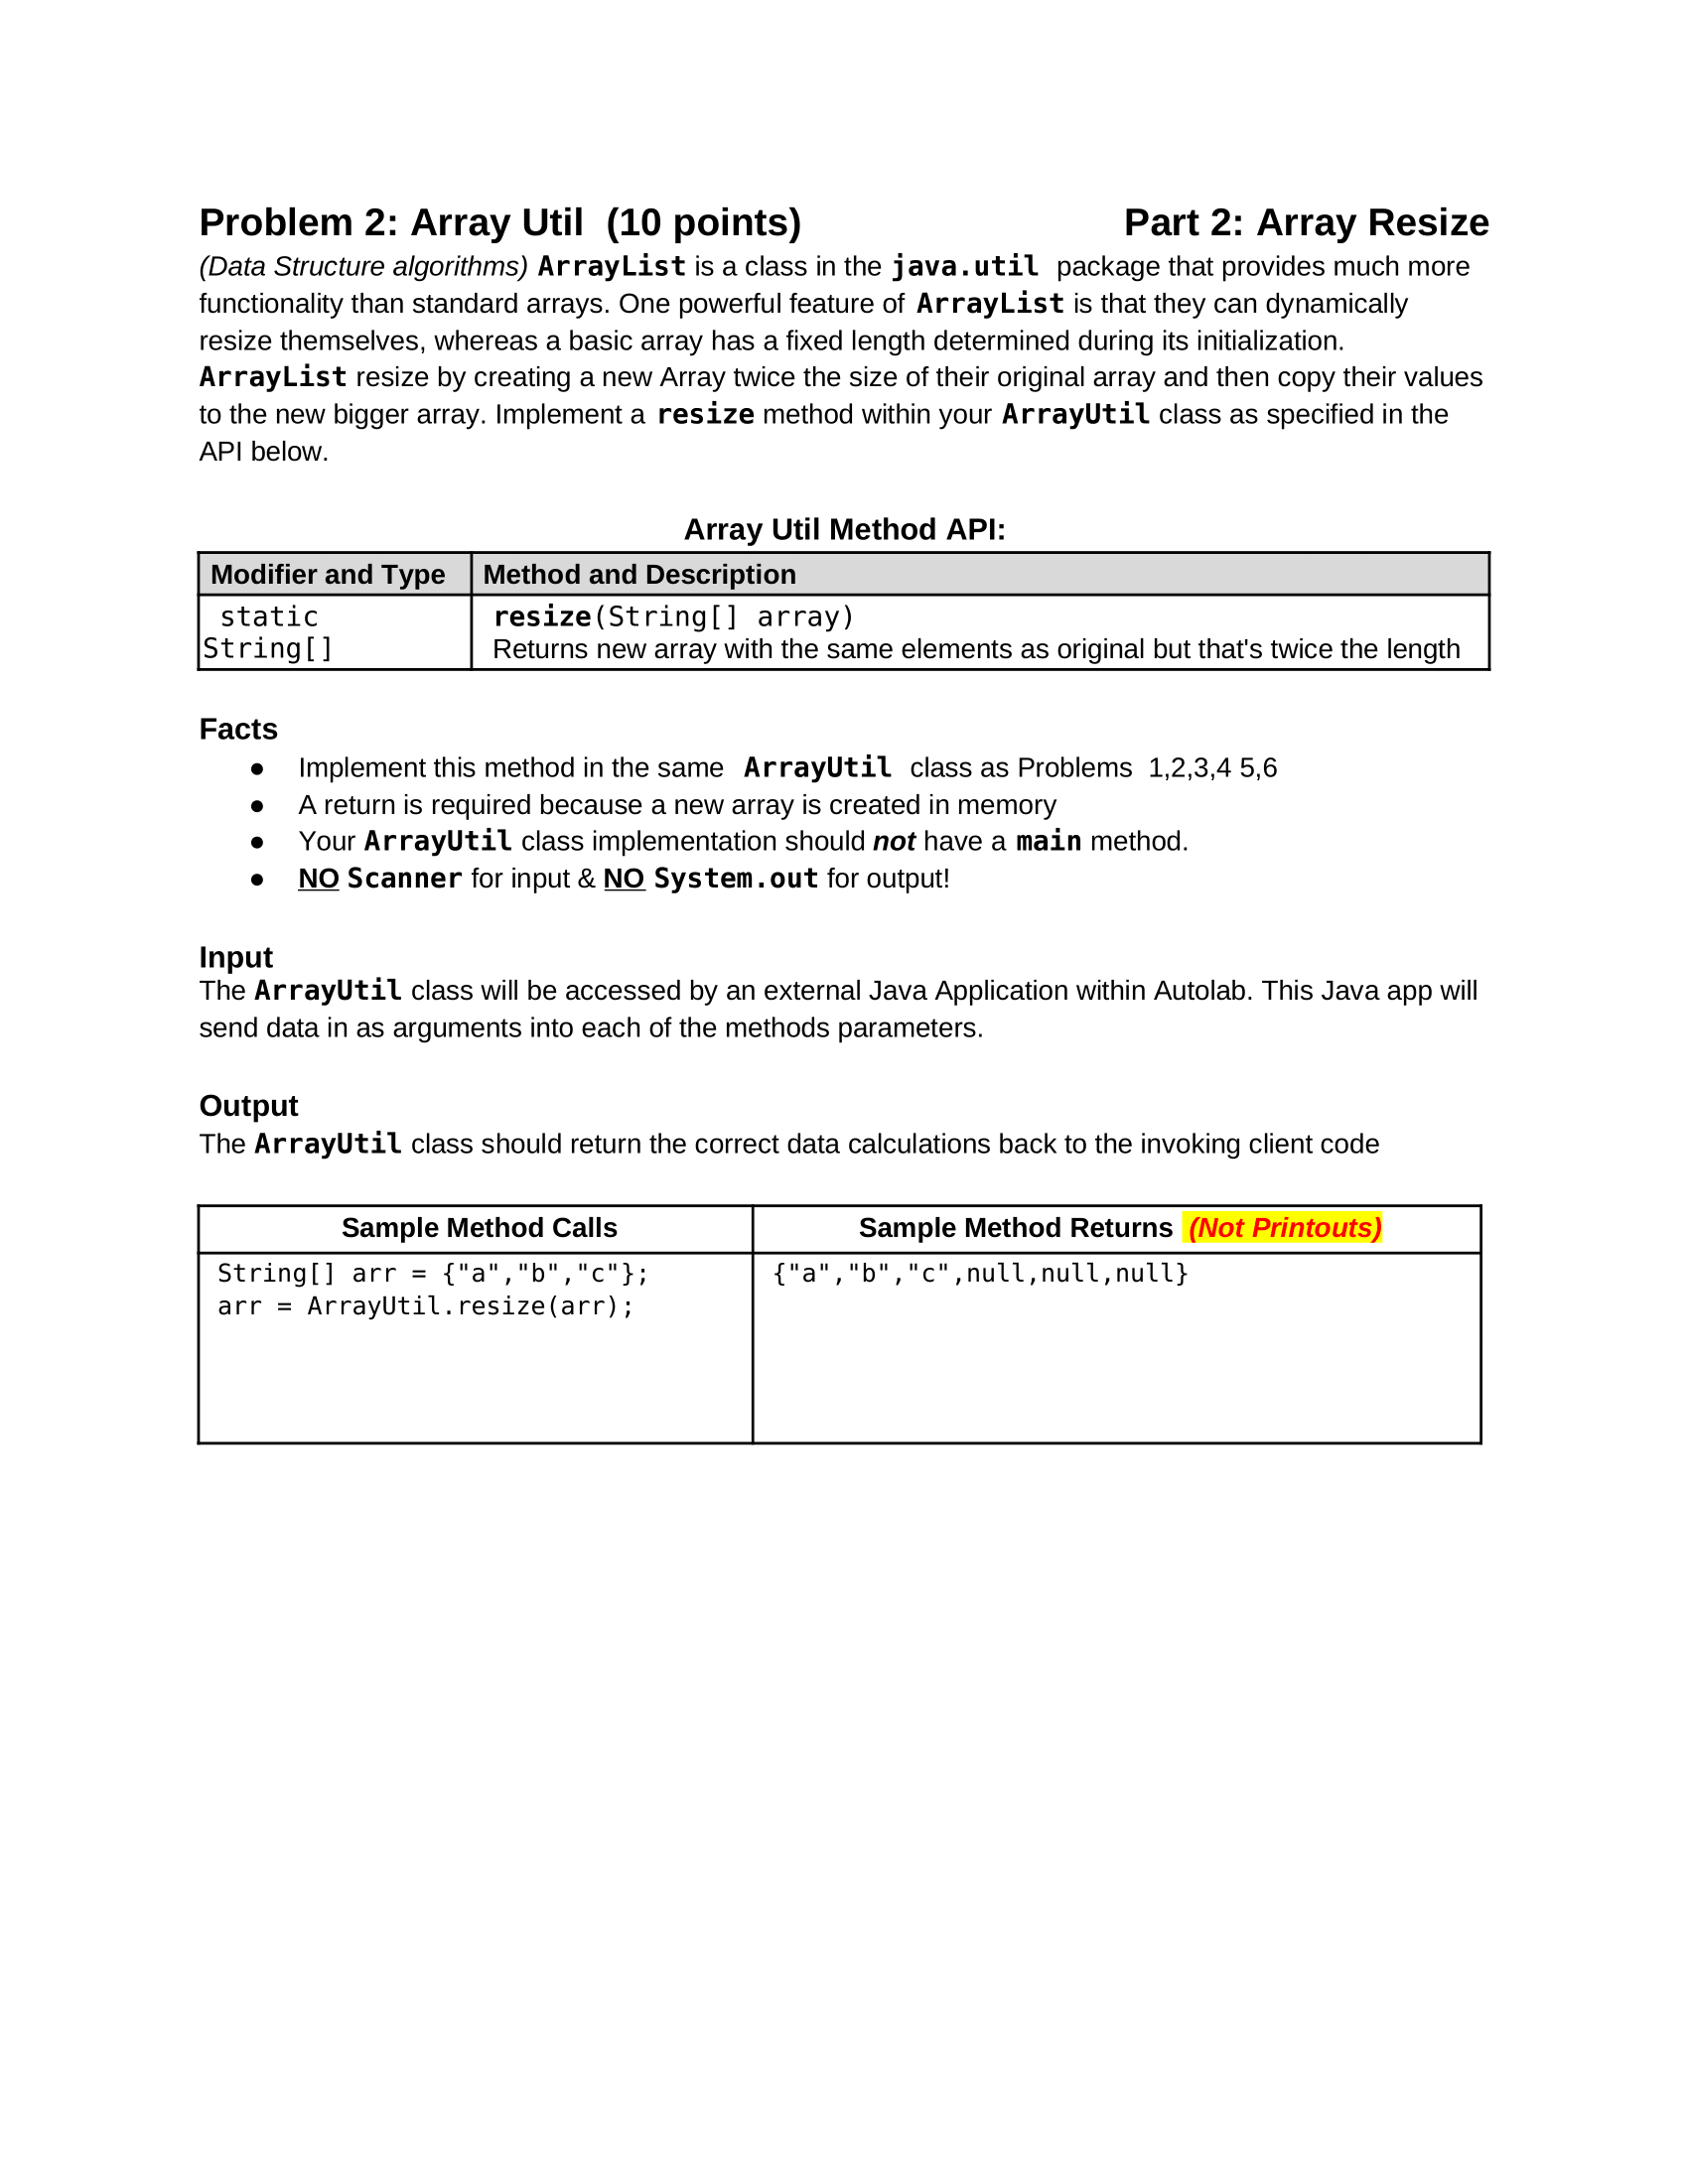 Problem 2: Array Util (10 points) Part 2: Array Resize
(Data Structure algorithms) ArrayList is a class in the java.util package that provides much more
functionality than standard arrays. One powerful feature of ArrayList is that they can dynamically
resize themselves, whereas a basic array has a fixed length determined during its initialization.
ArrayList resize by creating a new Array twice the size of their original array and then copy their values
to the new bigger array. Implement a resize method within your ArrayUtil class as specified in the
API below.
Array Util Method API:
Modifier and Type Method and Description
static
String[]
resize(String[] array)
Returns new array with the same elements as original but that's twice the length
Facts
● Implement this method in the same ArrayUtil class as Problems 1,2,3,4 5,6
● A return is required because a new array is created in memory
● Your ArrayUtil class implementation should not have a main method.
● NO Scanner for input & NO System.out for output!
Input
The ArrayUtil class will be accessed by an external Java Application within Autolab. This Java app will
send data in as arguments into each of the methods parameters.
Output
The ArrayUtil class should return the correct data calculations back to the invoking client code
Sample Method Calls Sample Method Returns (Not Printouts)
String[] arr = {"a","b","c"};
arr = ArrayUtil.resize(arr);
{"a","b","c",null,null,null}